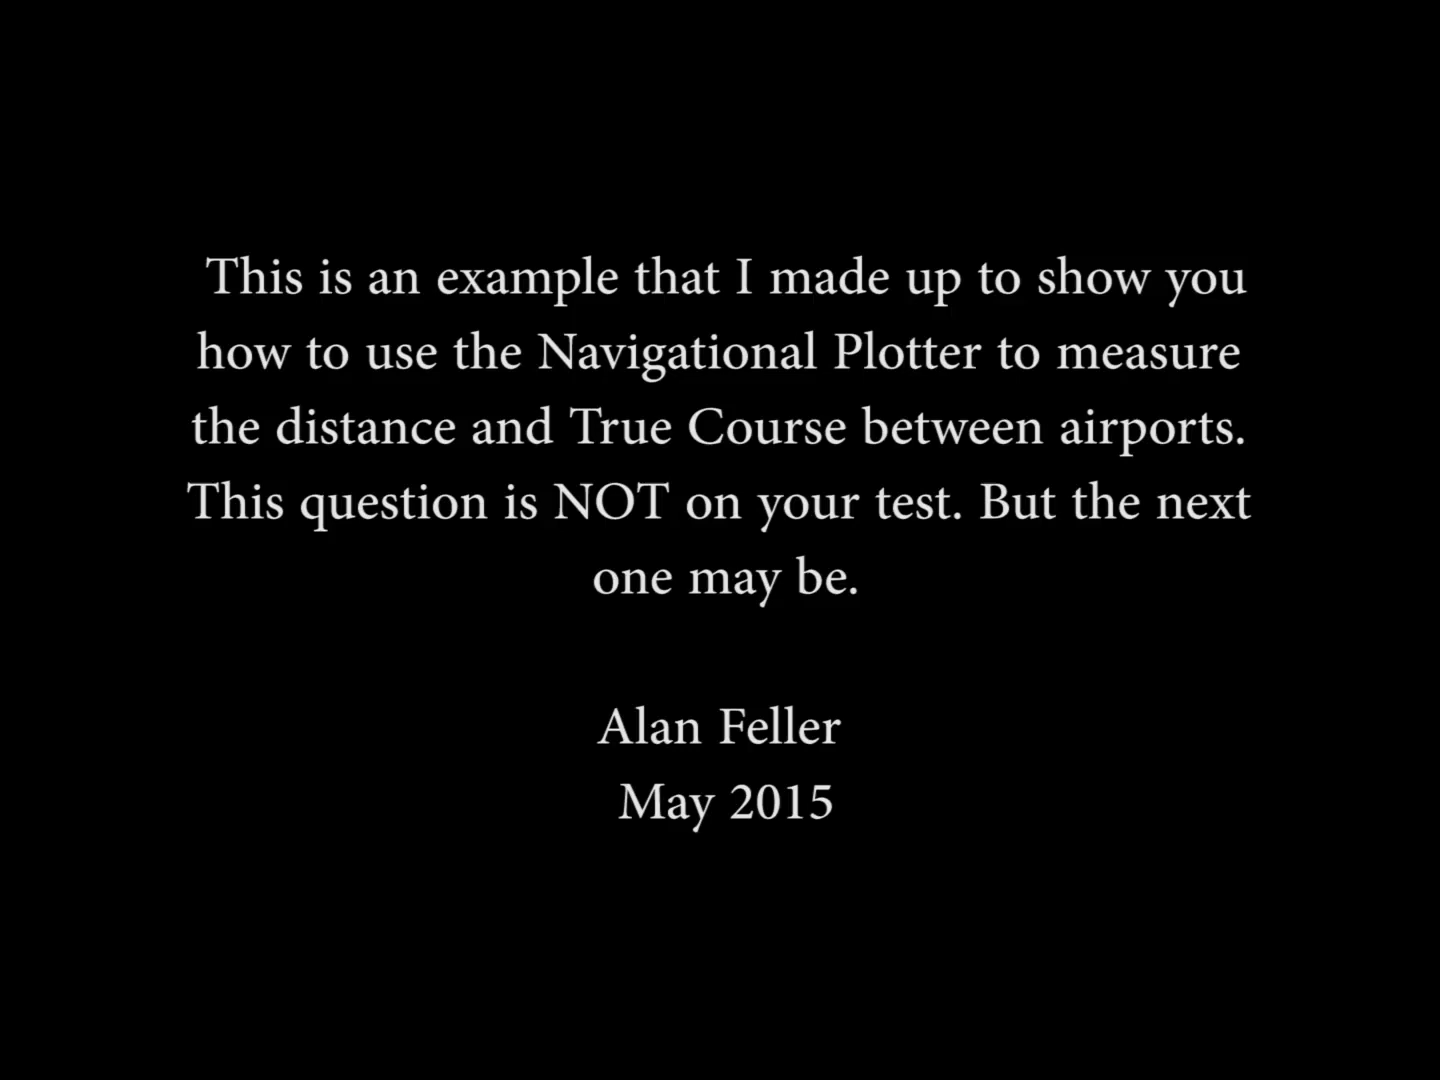 This is an example that I made up to show you
how to use the Navigational Plotter to measure
the distance and True Course between airports.
This question is NOT on your test. But the next
one may be.
Alan Feller
May 2015